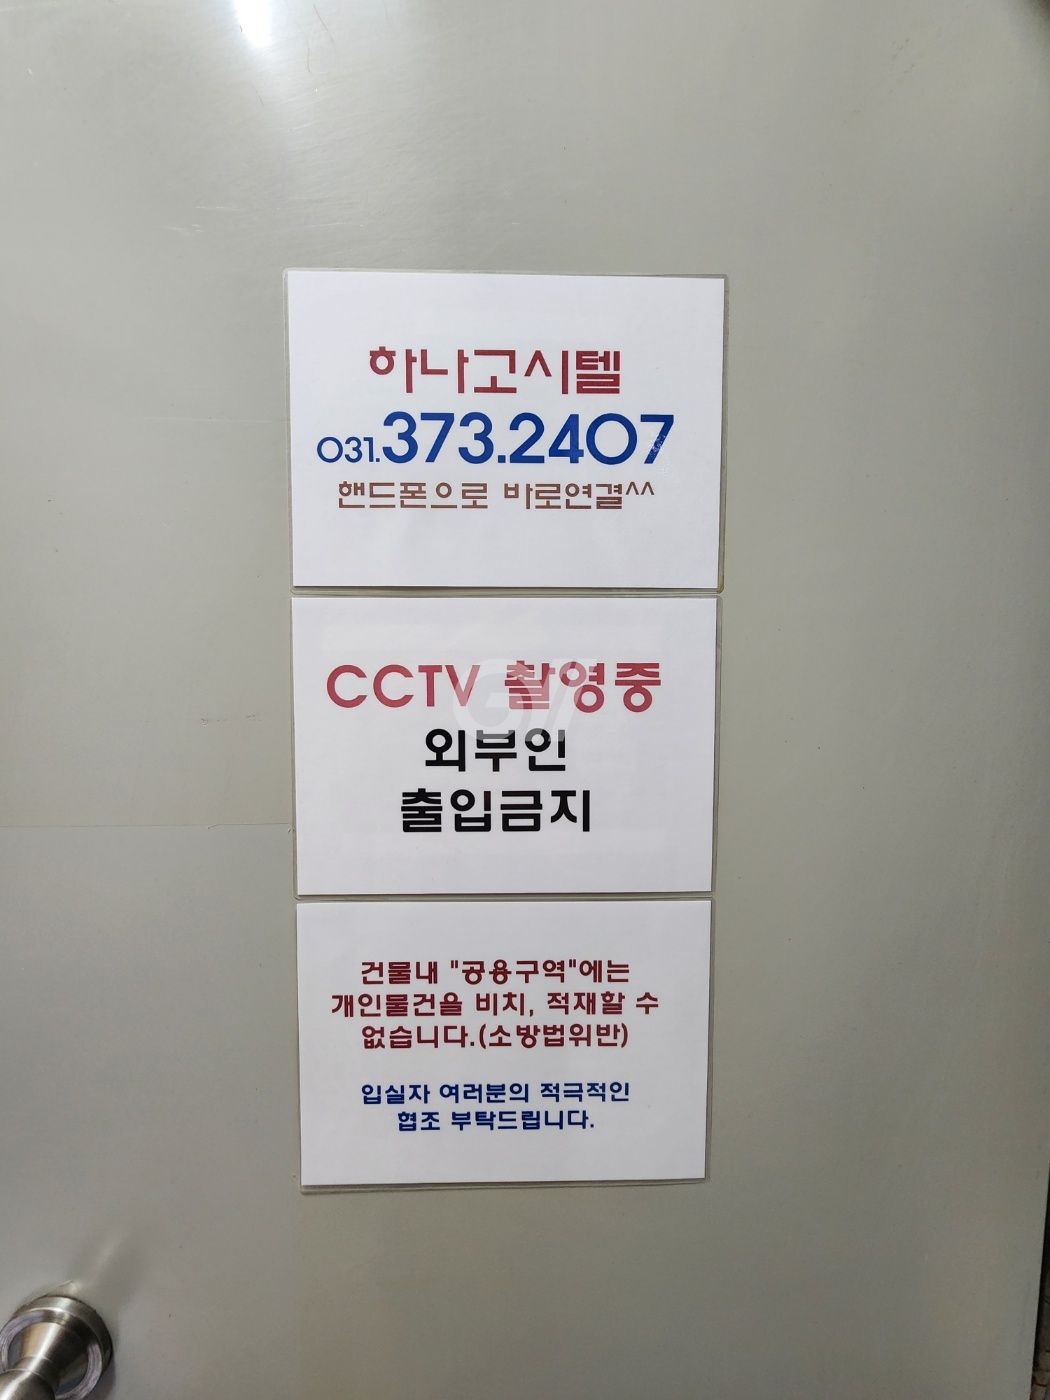 하나고시텔
031.373.2407
핸드폰으로 바로연결^^
CCTV 촬영중
외부인
출입금지
건물내 "공용구역"에는
개인물건을 비치, 적재할 수
없습니다.(소방법위반)
입실자 여러분의 적극적인
협조 부탁드립니다.